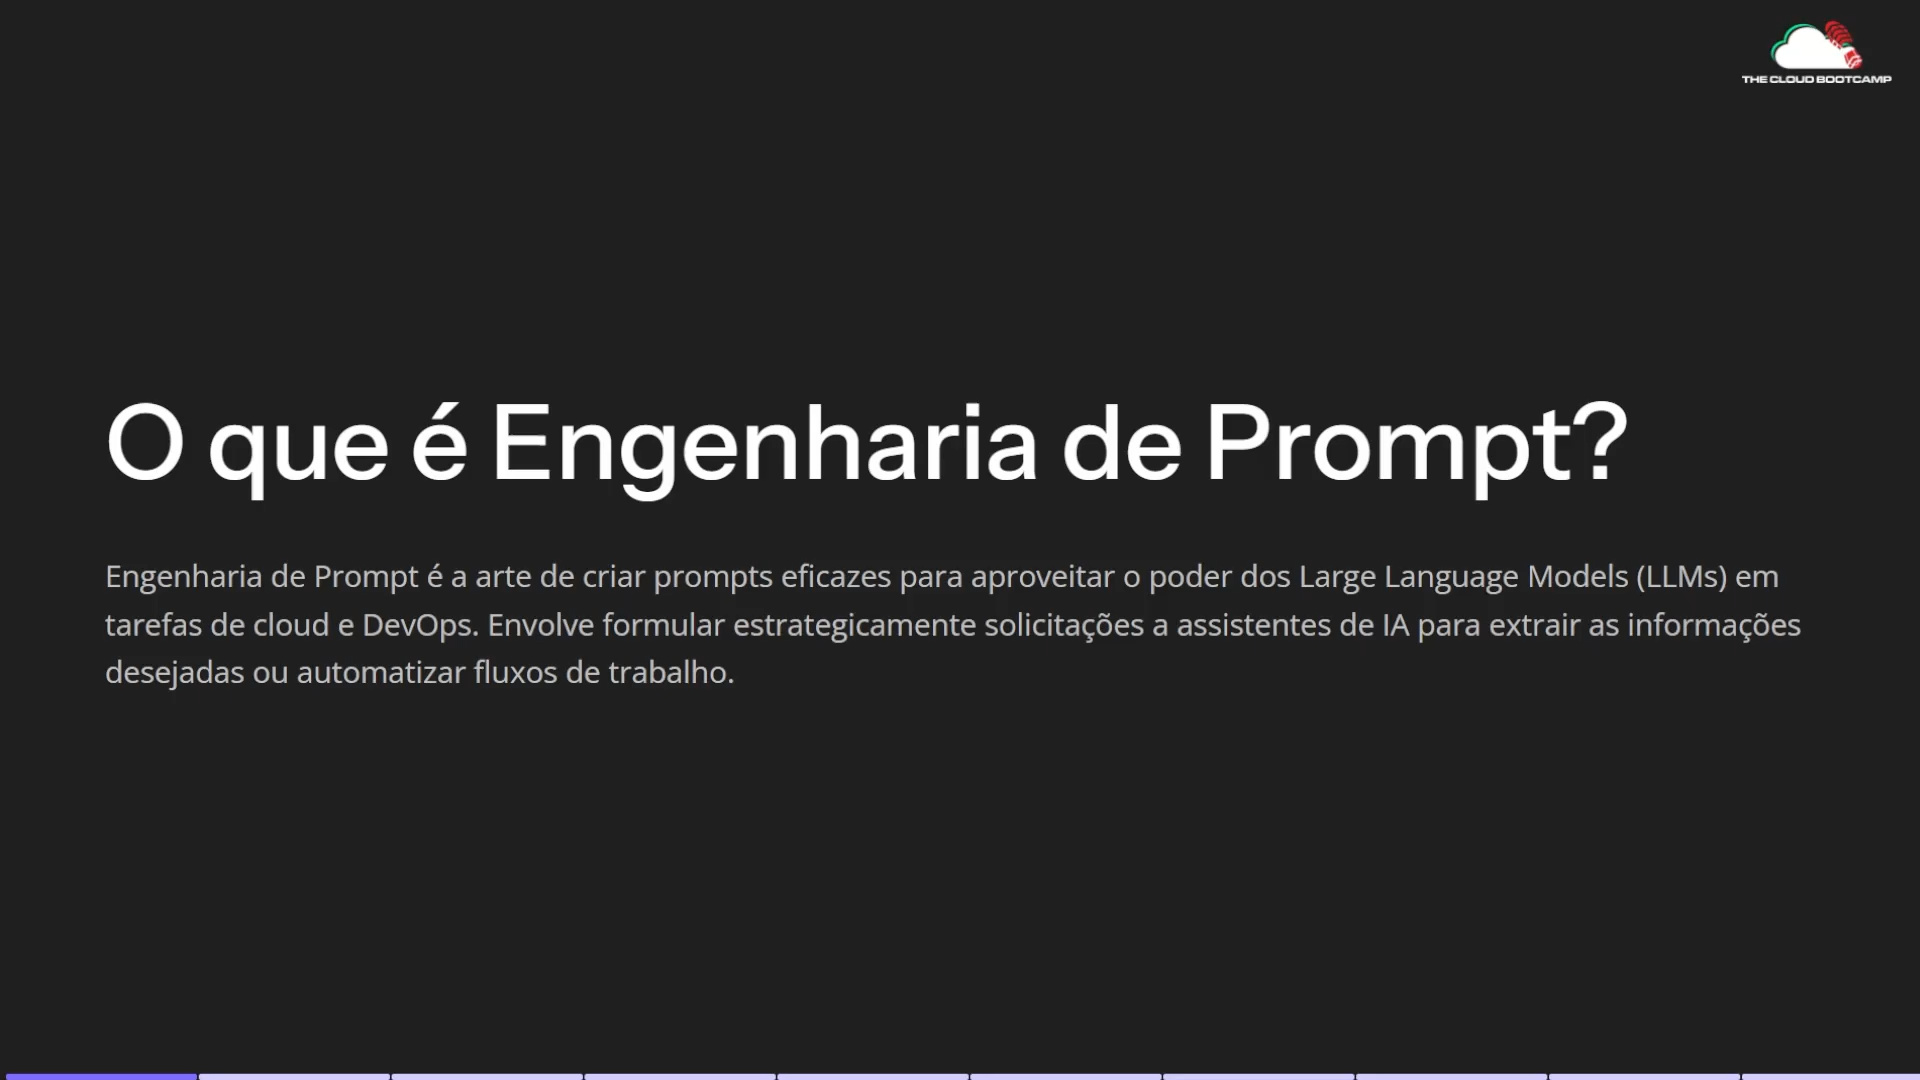 THE CLOUD BOOTCAMP
O que é Engenharia de Prompt?
Engenharia de Prompt é a arte de criar prompts eficazes para aproveitar o poder dos Large Language Models (LLMs) em
tarefas de cloud e DevOps. Envolve formular estrategicamente solicitações a assistentes de IA para extrair as informações
desejadas ou automatizar fluxos de trabalho.